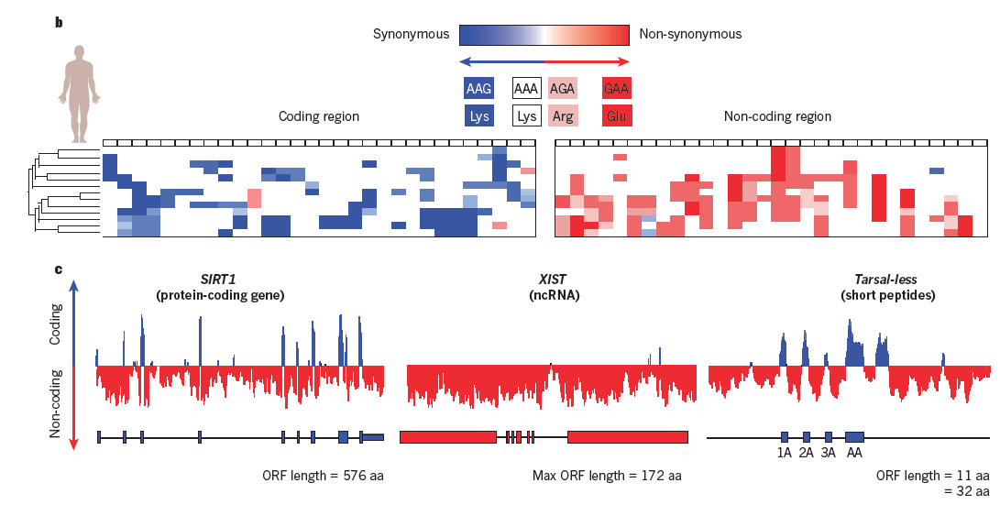 b
Synonymous
Non-synonymous
AAG AAA AGA GAA
Lys Lys Arg Glu
Coding region
Non-coding region
c
SIRT1
(protein-coding gene)
XIST
(ncRNA)
Tarsal-less
(short peptides)
Coding
Non-coding
1A 2A 3A AA
ORF length = 576 aa
Max ORF length = 172 aa
ORF length = 11 aa
= 32 aa